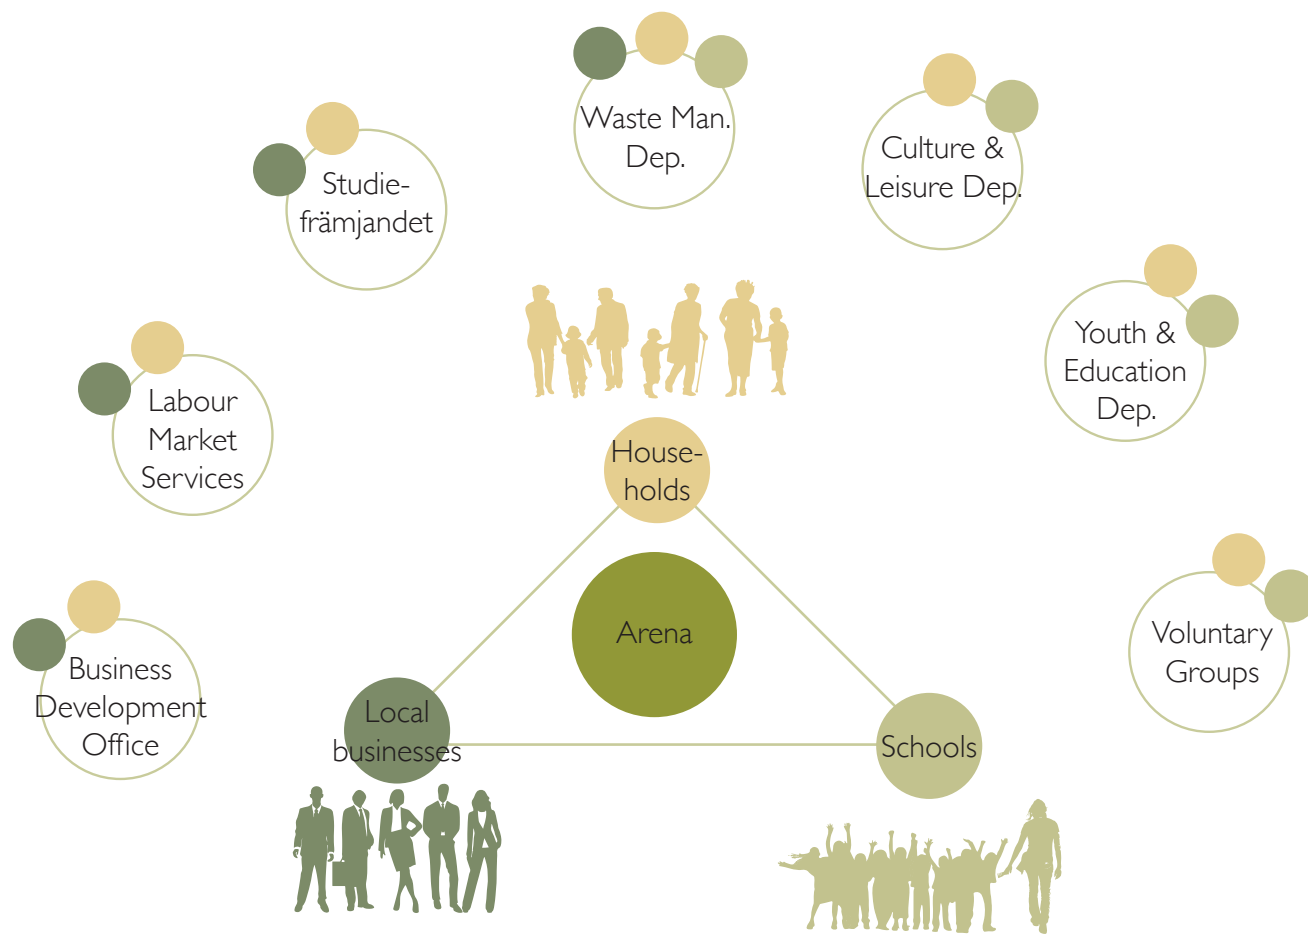 Waste Man.
Dep.
Culture &
Leisure Dep.
Studie-
främjandet
Youth &
Education
Dep.
Labour
Market
Services
House-
holds
Arena
Voluntary
Groups
Business
Development
Office
Local
businesses
Schools